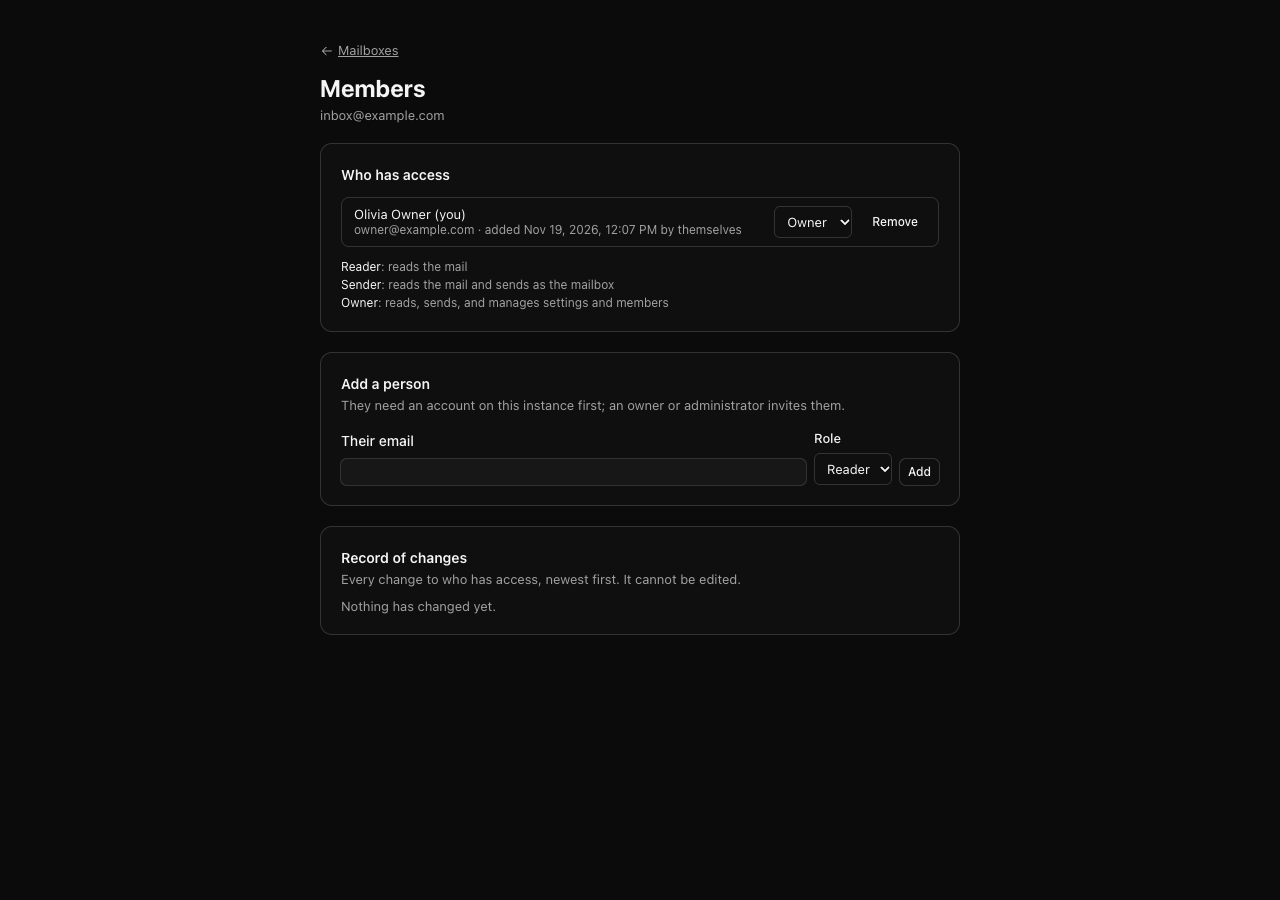 ← Mailboxes
Members
inbox@example.com
Who has access
Olivia Owner (you)
owner@example.com · added Nov 19, 2026, 12:07 PM by themselves
Owner
Remove
Reader: reads the mail
Sender: reads the mail and sends as the mailbox
Owner: reads, sends, and manages settings and members
Add a person
They need an account on this instance first; an owner or administrator invites them.
Their email
Role
Reader
Add
Record of changes
Every change to who has access, newest first. It cannot be edited.
Nothing has changed yet.